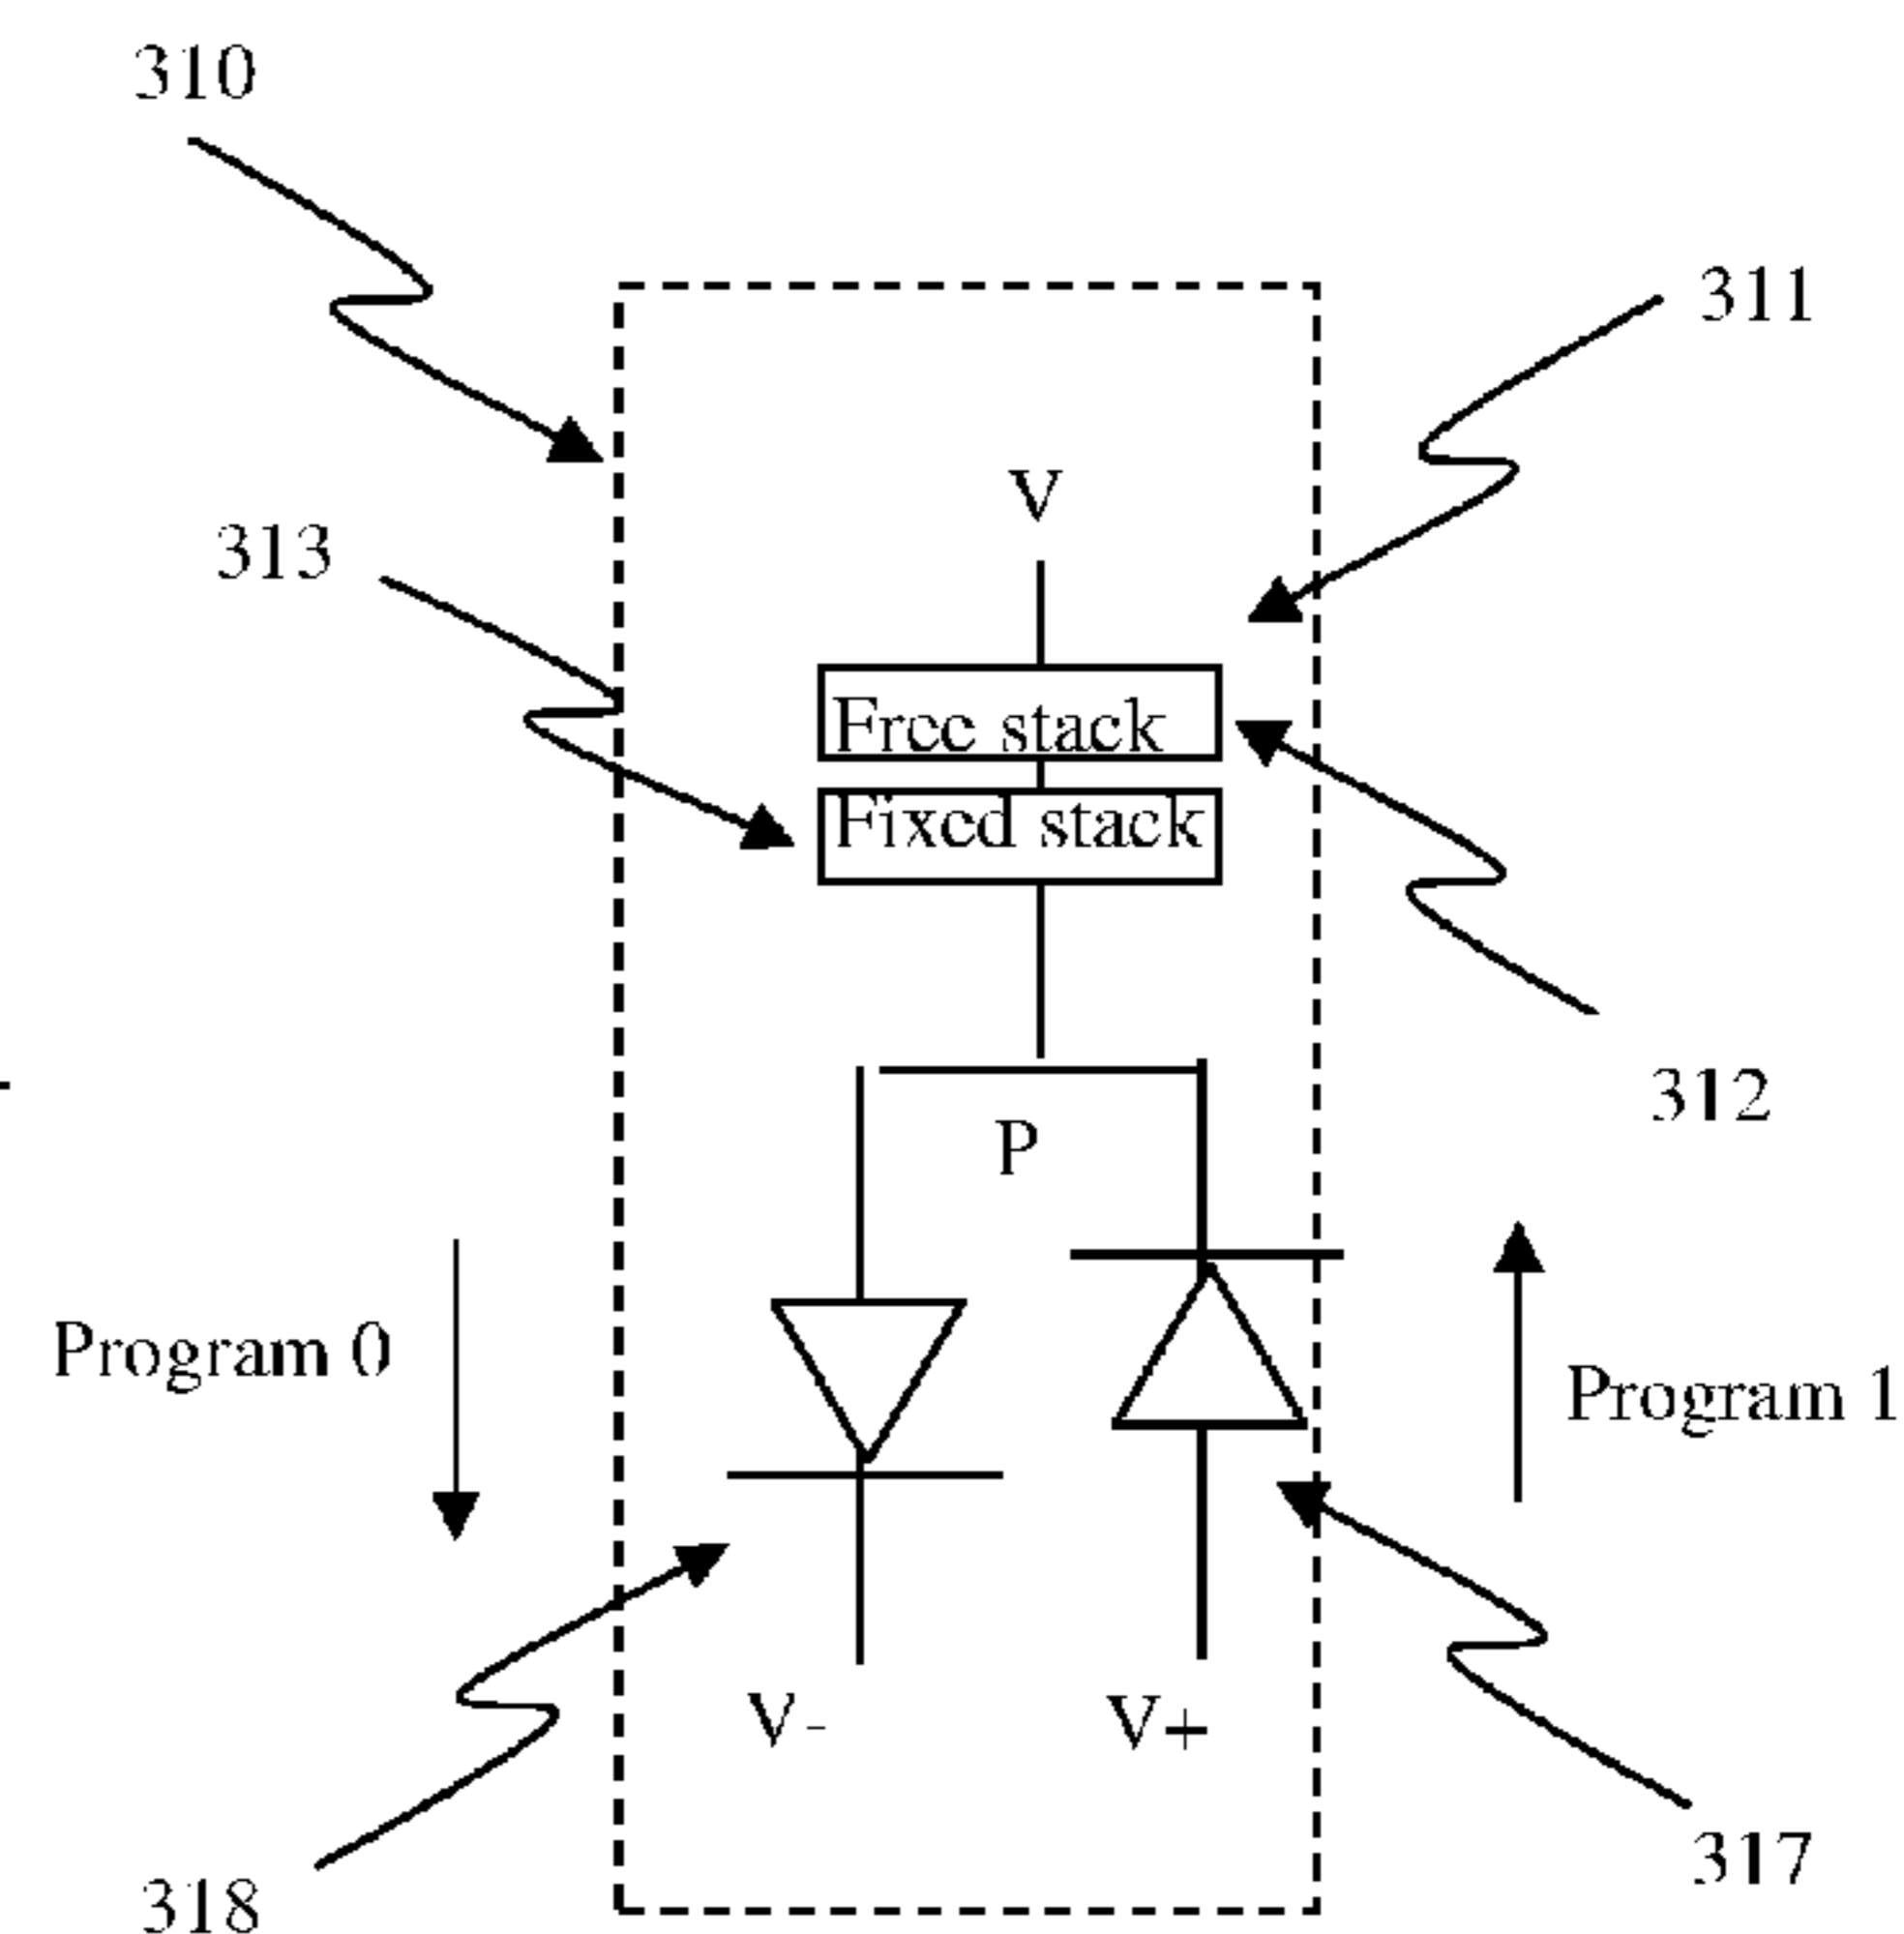 310
311
V
313
Free stack
Fixed stack
312
P
Program 0
Program 1
V-
V+
317
318